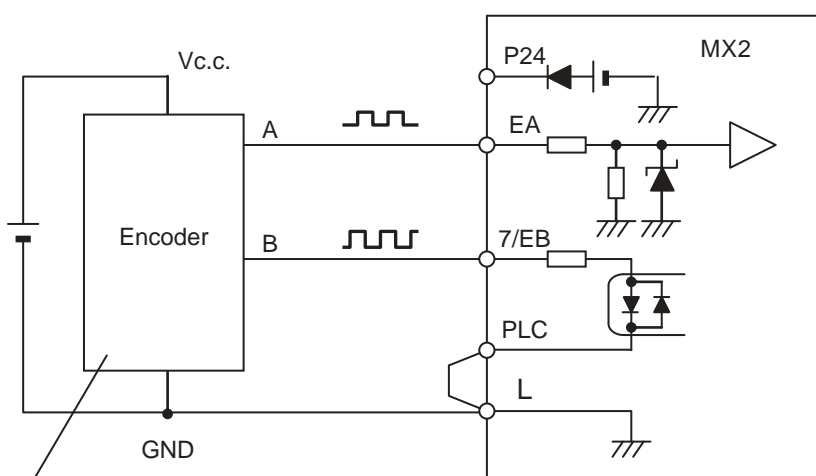 MX2
Vc.c.
P24
A
EA
Encoder
B
7/EB
PLC
L
GND